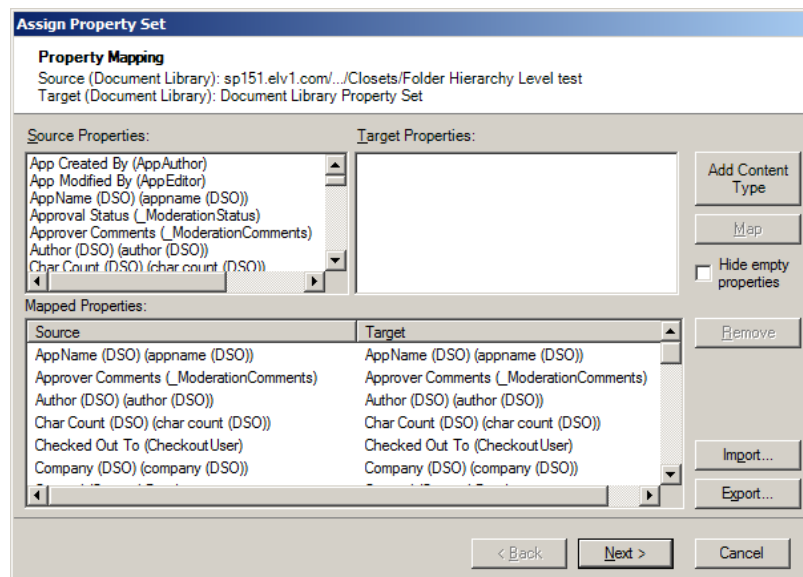 Assign Property Set
Property Mapping
Source (Document Library): sp151.elv1.com/.../Closets/Folder Hierarchy Level test
Target (Document Library): Document Library Property Set
Source Properties:
Target Properties:
App Created By (AppAuthor)
App Modified By (AppEditor)
AppName (DSO) (appname (DSO))
Approval Status (_ModerationStatus)
Approver Comments (_ModerationComments)
Author (DSO) (author (DSO))
Char Count (DSO) (char count (DSO))
Add Content
Type
Map
Hide empty
properties
Mapped Properties:
Source Target
AppName (DSO) (appname (DSO)) AppName (DSO) (appname (DSO))
Approver Comments (_ModerationComments) Approver Comments (_ModerationComments)
Author (DSO) (author (DSO)) Author (DSO) (author (DSO))
Char Count (DSO) (char count (DSO)) Char Count (DSO) (char count (DSO))
Checked Out To (CheckoutUser) Checked Out To (CheckoutUser)
Company (DSO) (company (DSO)) Company (DSO) (company (DSO))
Remove
Import...
Export...
< Back
Next >
Cancel